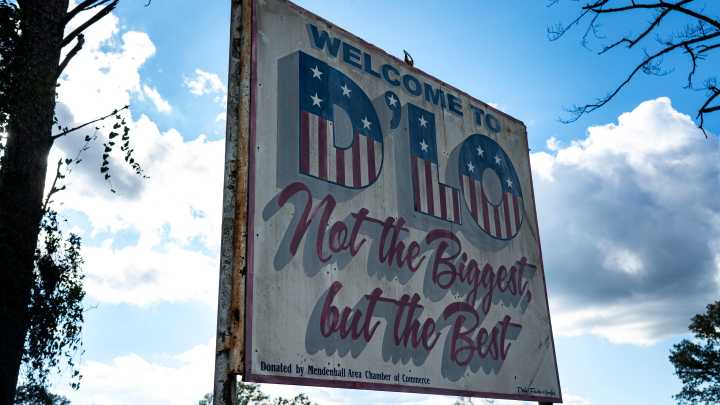 WELCOME TO
D'LO
Not the Biggest,
but the Best
Donated by Mendenhall Area Chamber of Commerce